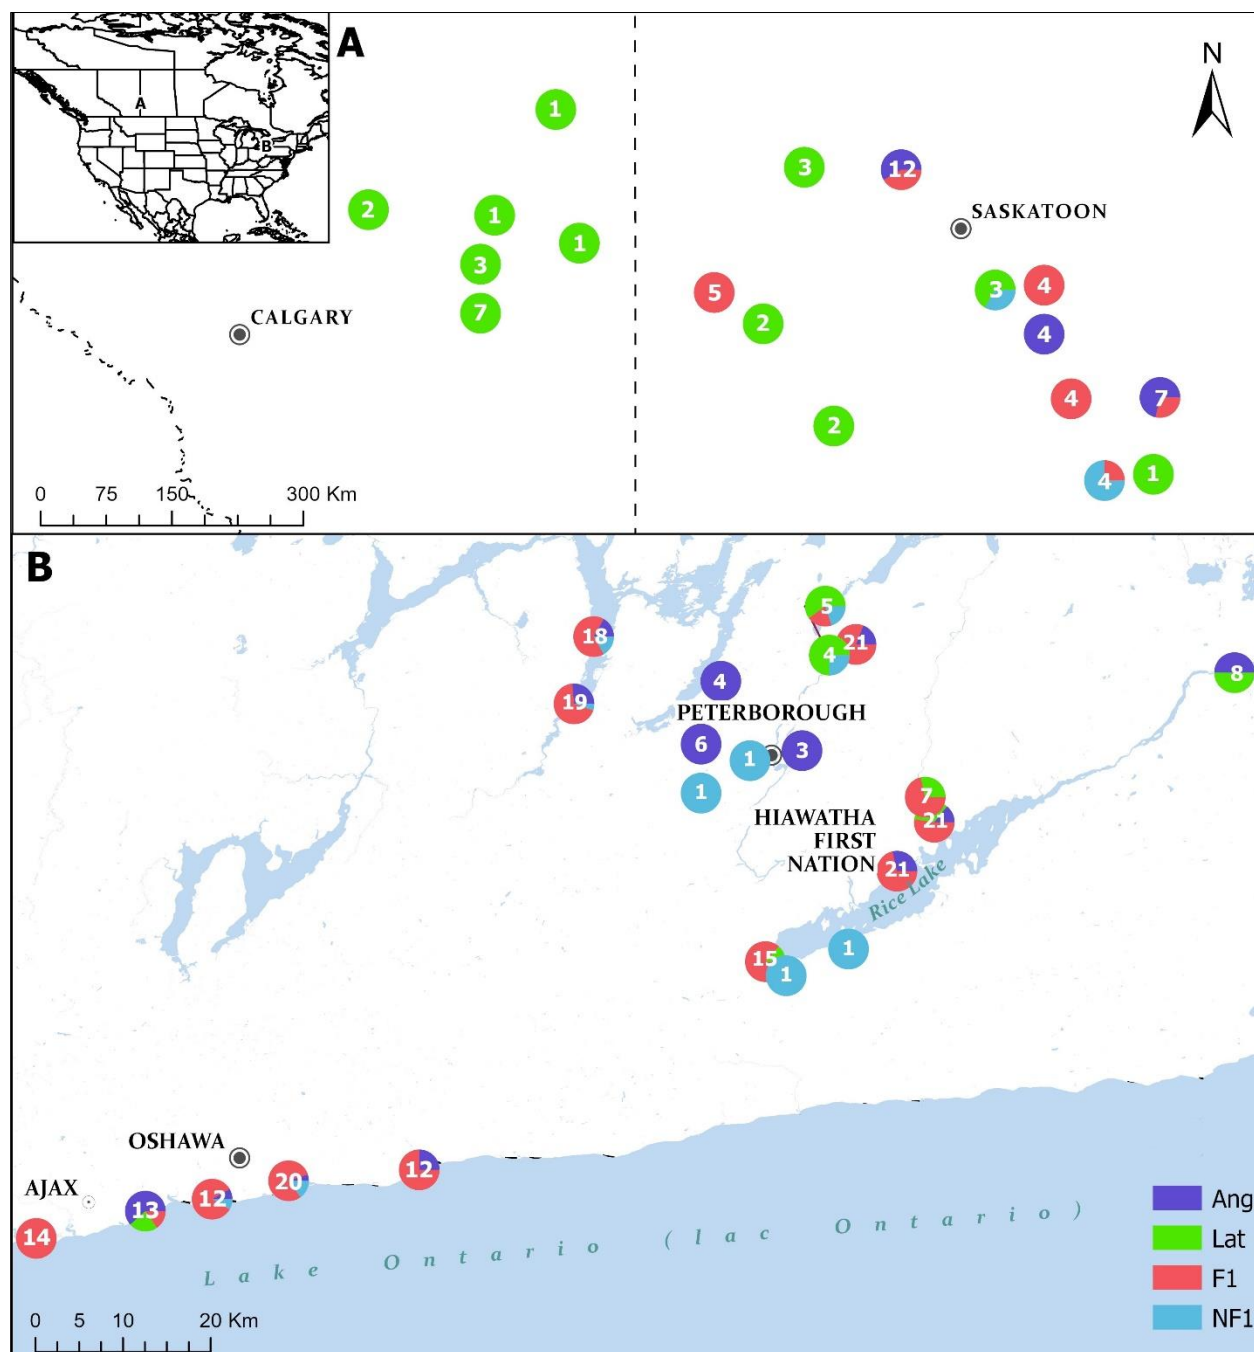 A
N
A
B
1
3
12
2
1
SASKATOON
1
3
3
4
5
7
2
4
CALGARY
4
7
2
4
1
0 75 150 300 Km
B
5
18
21
4
8
4
19
PETERBOROUGH
6
1
3
1
7
HIAWATHA
FIRST
NATION
21
21
Rice Lake
15
1
1
OSHAWA
12
20
AJAX
12
13
14
Lake Ontario (lac Ontario)
Ang
Lat
F1
NF1
0 5 10 20 Km